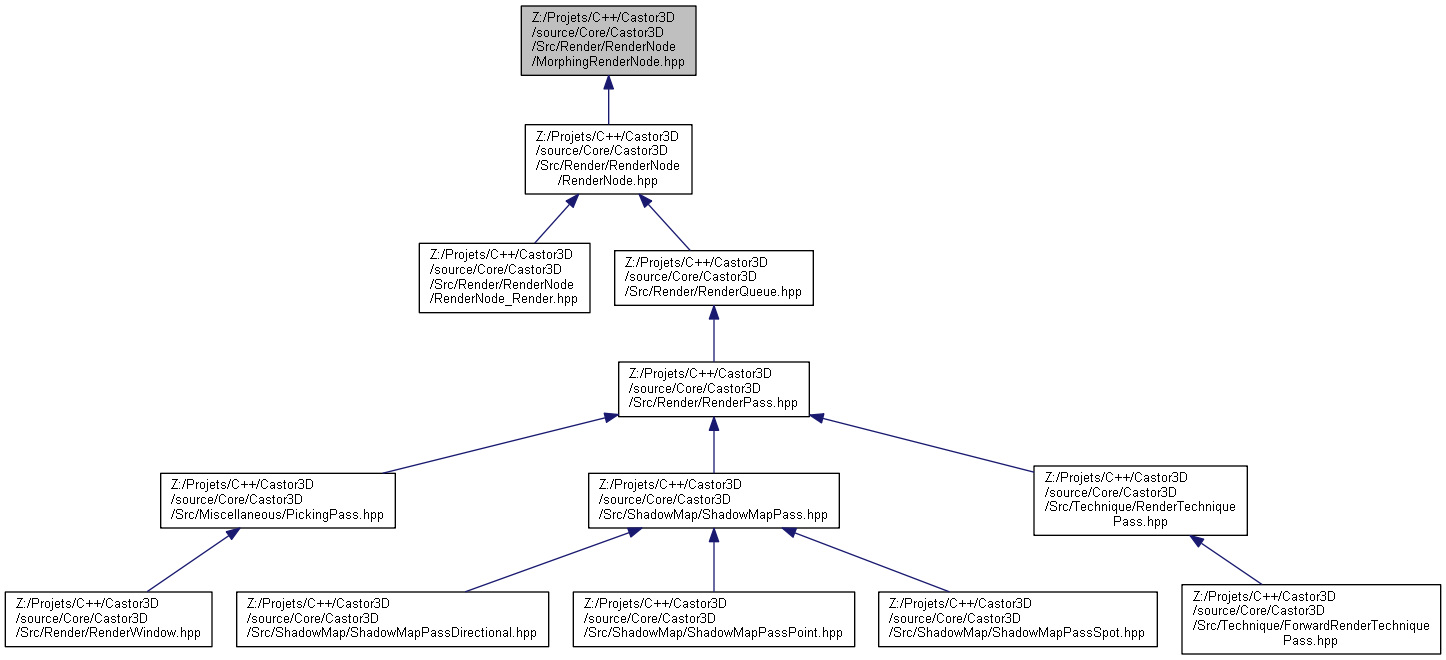 Z:/Projets/C++/Castor3D
/source/Core/Castor3D
/Src/Render/RenderNode
/MorphingRenderNode.hpp
Z:/Projets/C++/Castor3D
/source/Core/Castor3D
/Src/Render/RenderNode
/RenderNode.hpp
Z:/Projets/C++/Castor3D
/source/Core/Castor3D
/Src/Render/RenderNode
/RenderNode_Render.hpp
Z:/Projets/C++/Castor3D
/source/Core/Castor3D
/Src/Render/RenderQueue.hpp
Z:/Projets/C++/Castor3D
/source/Core/Castor3D
/Src/Render/RenderPass.hpp
Z:/Projets/C++/Castor3D
/source/Core/Castor3D
/Src/Miscellaneous/PickingPass.hpp
Z:/Projets/C++/Castor3D
/source/Core/Castor3D
/Src/ShadowMap/ShadowMapPass.hpp
Z:/Projets/C++/Castor3D
/source/Core/Castor3D
/Src/Technique/RenderTechnique
Pass.hpp
Z:/Projets/C++/Castor3D
/source/Core/Castor3D
/Src/Render/RenderWindow.hpp
Z:/Projets/C++/Castor3D
/source/Core/Castor3D
/Src/ShadowMap/ShadowMapPassDirectional.hpp
Z:/Projets/C++/Castor3D
/source/Core/Castor3D
/Src/ShadowMap/ShadowMapPassPoint.hpp
Z:/Projets/C++/Castor3D
/source/Core/Castor3D
/Src/ShadowMap/ShadowMapPassSpot.hpp
Z:/Projets/C++/Castor3D
/source/Core/Castor3D
/Src/Technique/ForwardRenderTechnique
Pass.hpp